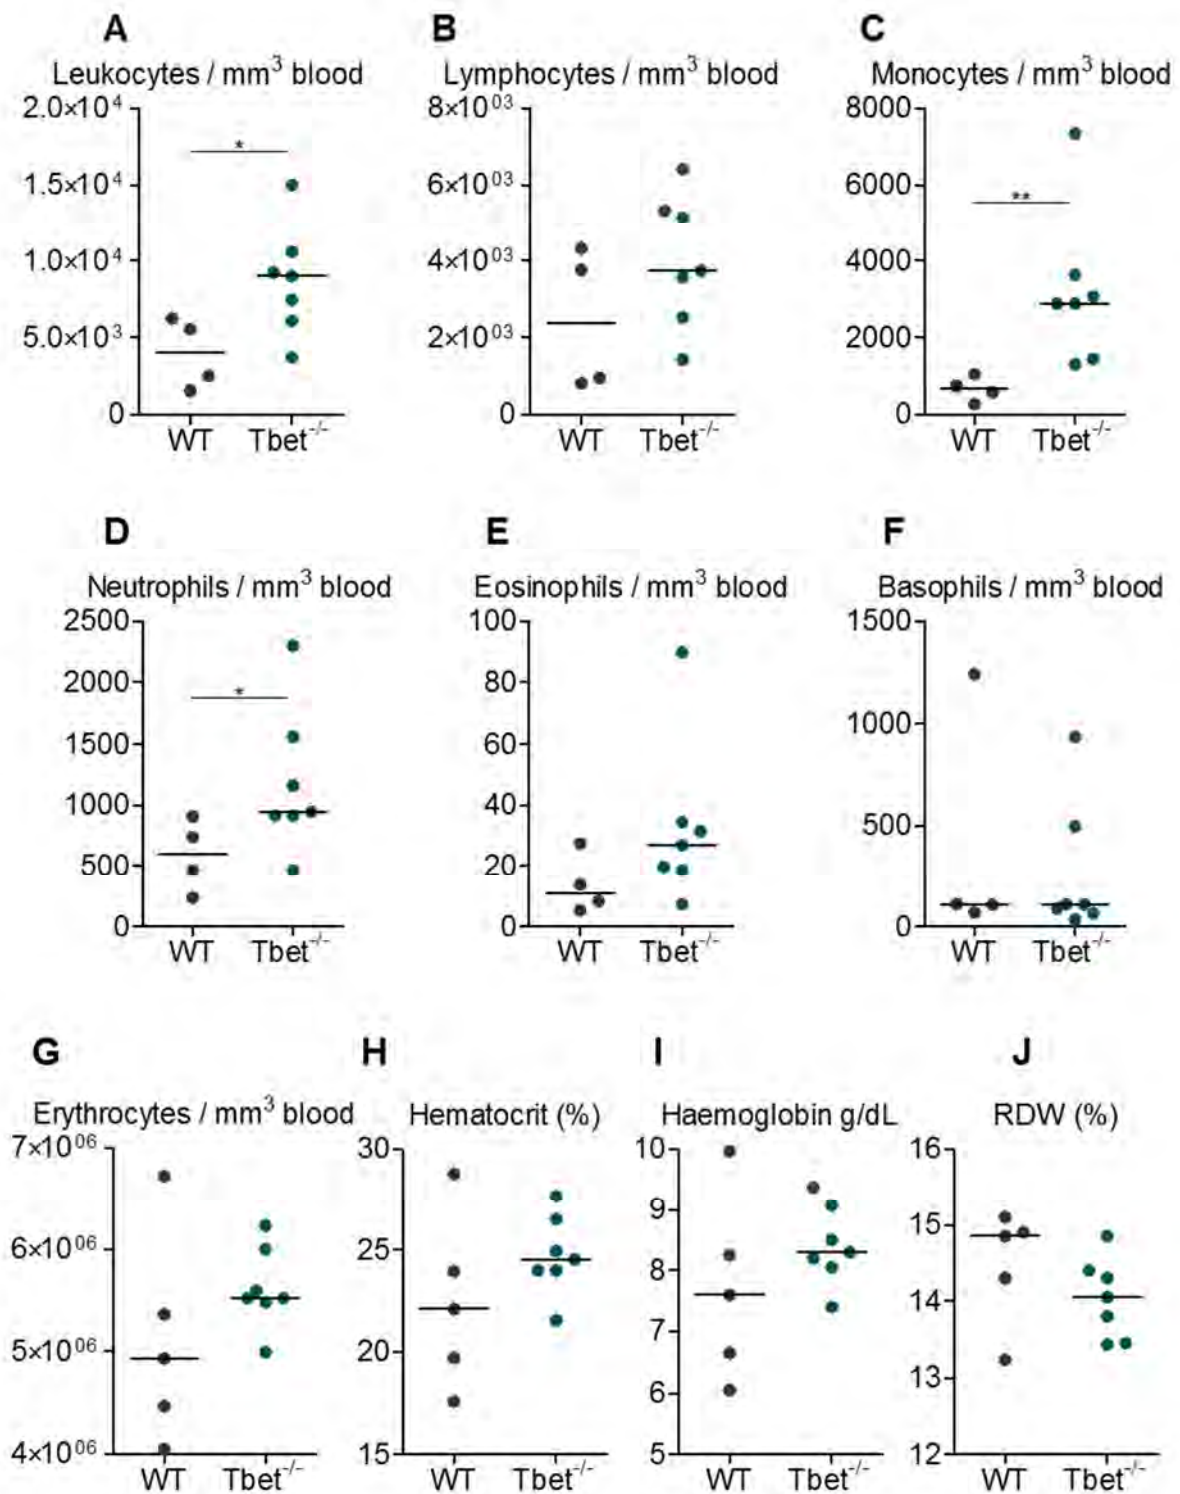 A
Leukocytes / mm³ blood
2.0×10⁴
1.5×10⁴
1.0×10⁴
5.0×10³
0
*
WT Tbet⁻/⁻
B
Lymphocytes / mm³ blood
8×10⁰³
6×10⁰³
4×10⁰³
2×10⁰³
0
WT Tbet⁻/⁻
C
Monocytes / mm³ blood
8000
6000
4000
2000
0
**
WT Tbet⁻/⁻
D
Neutrophils / mm³ blood
2500
2000
1500
1000
500
0
*
WT Tbet⁻/⁻
E
Eosinophils / mm³ blood
100
80
60
40
20
0
WT Tbet⁻/⁻
F
Basophils / mm³ blood
1500
1000
500
0
WT Tbet⁻/⁻
G
Erythrocytes / mm³ blood
7×10⁰⁶
6×10⁰⁶
5×10⁰⁶
4×10⁰⁶
WT Tbet⁻/⁻
H
Hematocrit (%)
30
25
20
15
WT Tbet⁻/⁻
I
Haemoglobin g/dL
10
9
8
7
6
5
WT Tbet⁻/⁻
J
RDW (%)
16
15
14
13
12
WT Tbet⁻/⁻